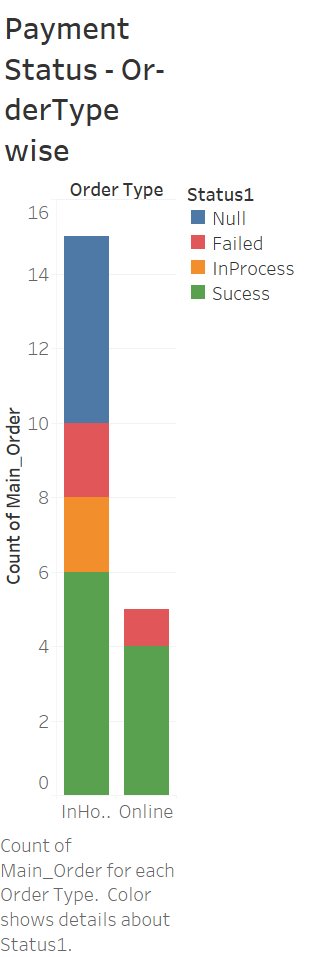 Payment
Status - Or-
derType
wise
Order Type
Status1
Null
Failed
InProcess
Sucess
16
14
12
10
8
6
4
2
0
Count of Main_Order
InHo.. Online
Count of
Main_Order for each
Order Type. Color
shows details about
Status1.